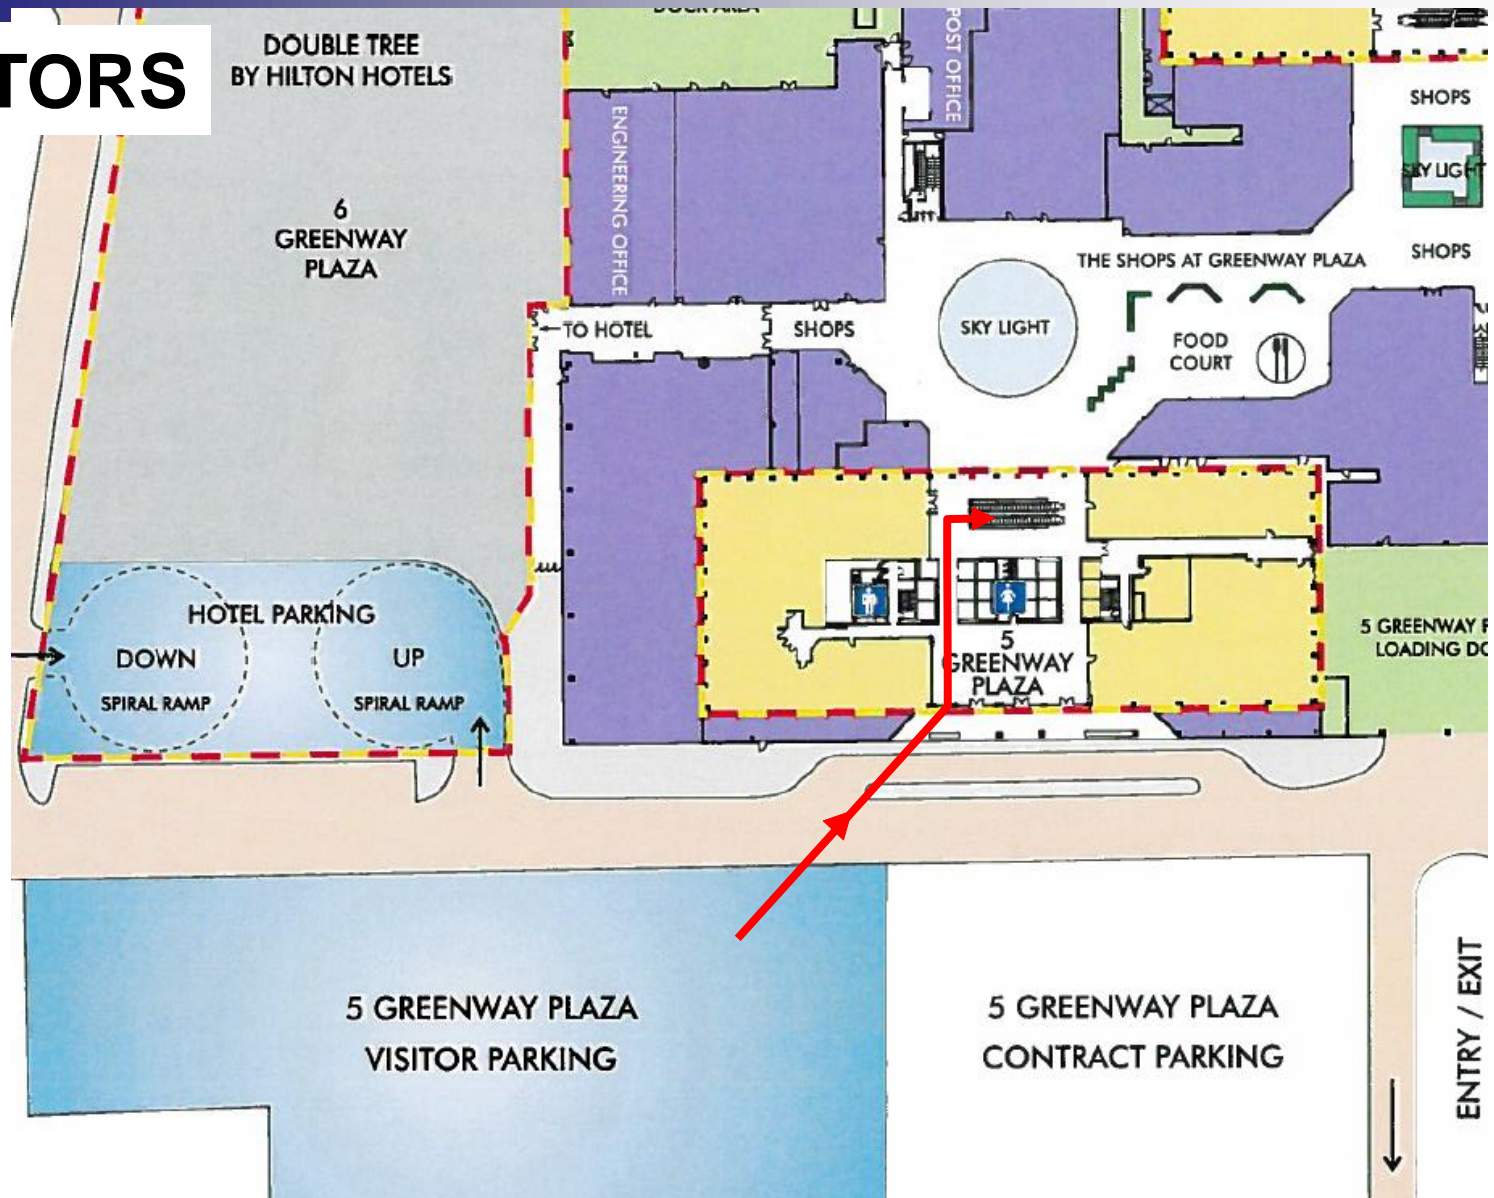 TORS
DOUBLE TREE
BY HILTON HOTELS
DOCK AREA
POST OFFICE
SHOPS
SKY LIGHT
ENGINEERING OFFICE
6
GREENWAY
PLAZA
THE SHOPS AT GREENWAY PLAZA
SHOPS
TO HOTEL
SHOPS
SKY LIGHT
FOOD
COURT
HOTEL PARKING
DOWN
SPIRAL RAMP
UP
SPIRAL RAMP
5
GREENWAY
PLAZA
5 GREENWAY P
LOADING DO
5 GREENWAY PLAZA
VISITOR PARKING
5 GREENWAY PLAZA
CONTRACT PARKING
ENTRY / EXIT